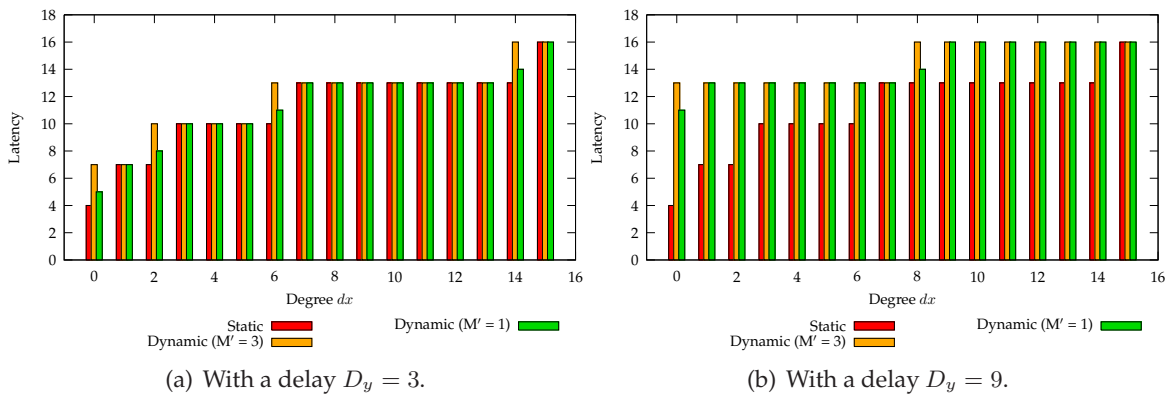 18
16
14
12
10
8
6
4
2
0
Latency
0 2 4 6 8 10 12 14 16
Degree dx
Static
Dynamic (M′ = 3)
Dynamic (M′ = 1)
(a) With a delay Dy = 3.
18
16
14
12
10
8
6
4
2
0
Latency
0 2 4 6 8 10 12 14 16
Degree dx
Static
Dynamic (M′ = 3)
Dynamic (M′ = 1)
(b) With a delay Dy = 9.